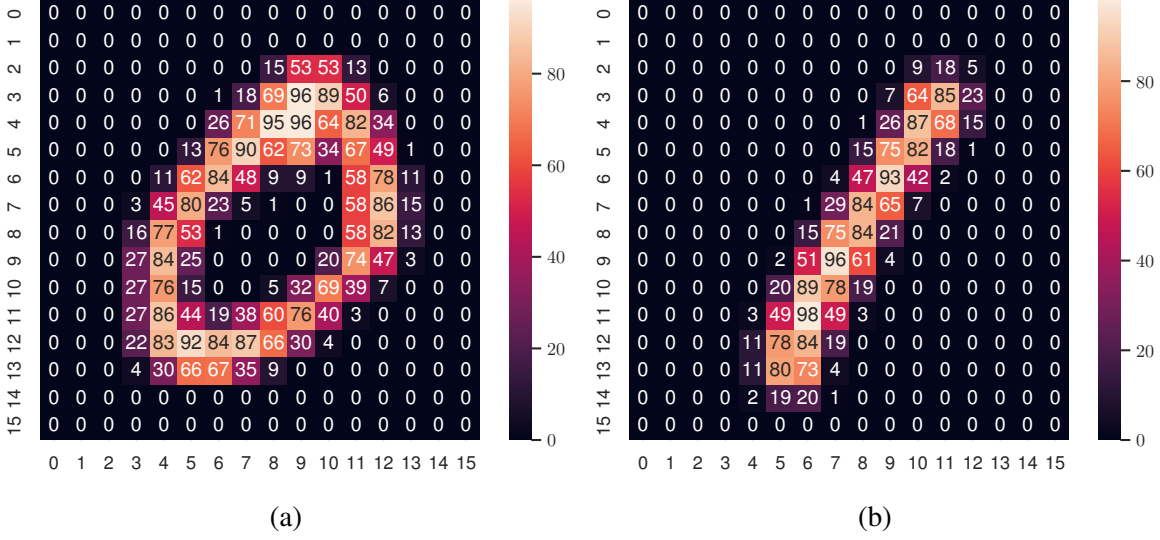 0 0 0 0 0 0 0 0 0 0 0 0 0 0 0 0 0
1 0 0 0 0 0 0 0 0 0 0 0 0 0 0 0 0
2 0 0 0 0 0 0 0 0 15 53 53 13 0 0 0 0
3 0 0 0 0 0 0 1 18 69 96 89 50 6 0 0 0
4 0 0 0 0 0 0 26 71 95 96 64 82 34 0 0 0
5 0 0 0 0 0 13 76 90 62 73 34 67 49 1 0 0
6 0 0 0 0 11 62 84 48 9 9 1 58 78 11 0 0
7 0 0 0 3 45 80 23 5 1 0 0 58 86 15 0 0
8 0 0 0 16 77 53 1 0 0 0 0 58 82 13 0 0
9 0 0 0 27 84 25 0 0 0 0 20 74 47 3 0 0
10 0 0 0 27 76 15 0 0 5 32 69 39 7 0 0 0
11 0 0 0 27 86 44 19 38 60 76 40 3 0 0 0 0
12 0 0 0 22 83 92 84 87 66 30 4 0 0 0 0 0
13 0 0 0 4 30 66 67 35 9 0 0 0 0 0 0 0
14 0 0 0 0 0 0 0 0 0 0 0 0 0 0 0 0
15 0 0 0 0 0 0 0 0 0 0 0 0 0 0 0 0
0 1 2 3 4 5 6 7 8 9 10 11 12 13 14 15
80
60
40
20
0
(a)
0 0 0 0 0 0 0 0 0 0 0 0 0 0 0 0 0
1 0 0 0 0 0 0 0 0 0 0 0 0 0 0 0 0
2 0 0 0 0 0 0 0 0 0 0 9 18 5 0 0 0
3 0 0 0 0 0 0 0 0 0 7 64 85 23 0 0 0
4 0 0 0 0 0 0 0 0 1 26 87 68 15 0 0 0
5 0 0 0 0 0 0 0 0 15 75 82 18 1 0 0 0
6 0 0 0 0 0 0 0 4 47 93 42 2 0 0 0 0
7 0 0 0 0 0 0 1 29 84 65 7 0 0 0 0 0
8 0 0 0 0 0 0 15 75 84 21 0 0 0 0 0 0
9 0 0 0 0 0 2 51 96 61 4 0 0 0 0 0 0
10 0 0 0 0 0 20 89 78 19 0 0 0 0 0 0 0
11 0 0 0 0 3 49 98 49 3 0 0 0 0 0 0 0
12 0 0 0 0 11 78 84 19 0 0 0 0 0 0 0 0
13 0 0 0 0 11 80 73 4 0 0 0 0 0 0 0 0
14 0 0 0 0 2 19 20 1 0 0 0 0 0 0 0 0
15 0 0 0 0 0 0 0 0 0 0 0 0 0 0 0 0
0 1 2 3 4 5 6 7 8 9 10 11 12 13 14 15
80
60
40
20
0
(b)